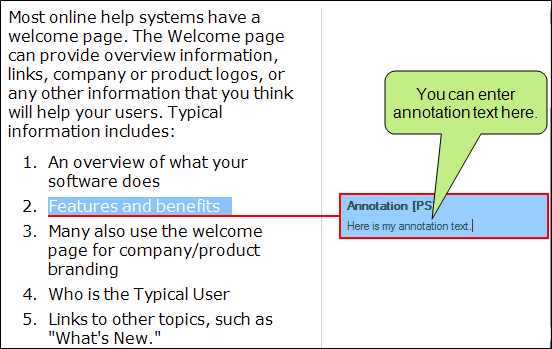 Most online help systems have a
welcome page. The Welcome page
can provide overview information,
links, company or product logos, or
any other information that you think
will help your users. Typical
information includes:
1. An overview of what your
software does
2. Features and benefits
3. Many also use the welcome
page for company/product
branding
4. Who is the Typical User
5. Links to other topics, such as
"What's New."
You can enter
annotation text here.
Annotation [PS
Here is my annotation text.